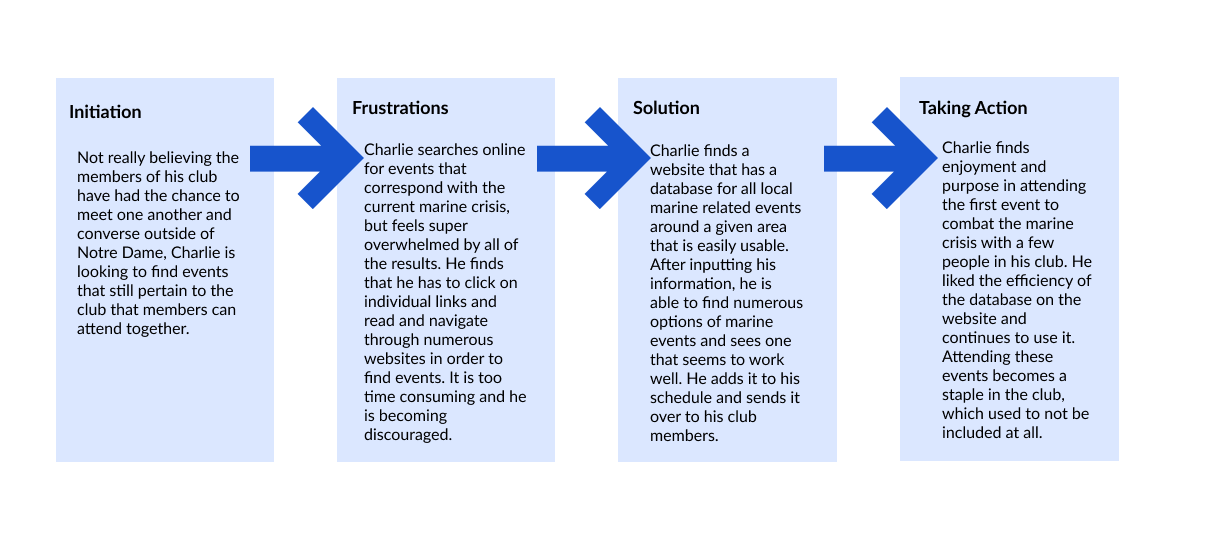 Initiation
Not really believing the
members of his club
have had the chance to
meet one another and
converse outside of
Notre Dame, Charlie is
looking to find events
that still pertain to the
club that members can
attend together.
Frustrations
Charlie searches online
for events that
correspond with the
current marine crisis,
but feels super
overwhelmed by all of
the results. He finds
that he has to click on
individual links and
read and navigate
through numerous
websites in order to
find events. It is too
time consuming and he
is becoming
discouraged.
Solution
Charlie finds a
website that has a
database for all local
marine related events
around a given area
that is easily usable.
After inputting his
information, he is
able to find numerous
options of marine
events and sees one
that seems to work
well. He adds it to his
schedule and sends it
over to his club
members.
Taking Action
Charlie finds
enjoyment and
purpose in attending
the first event to
combat the marine
crisis with a few
people in his club. He
liked the efficiency of
the database on the
website and
continues to use it.
Attending these
events becomes a
staple in the club,
which used to not be
included at all.